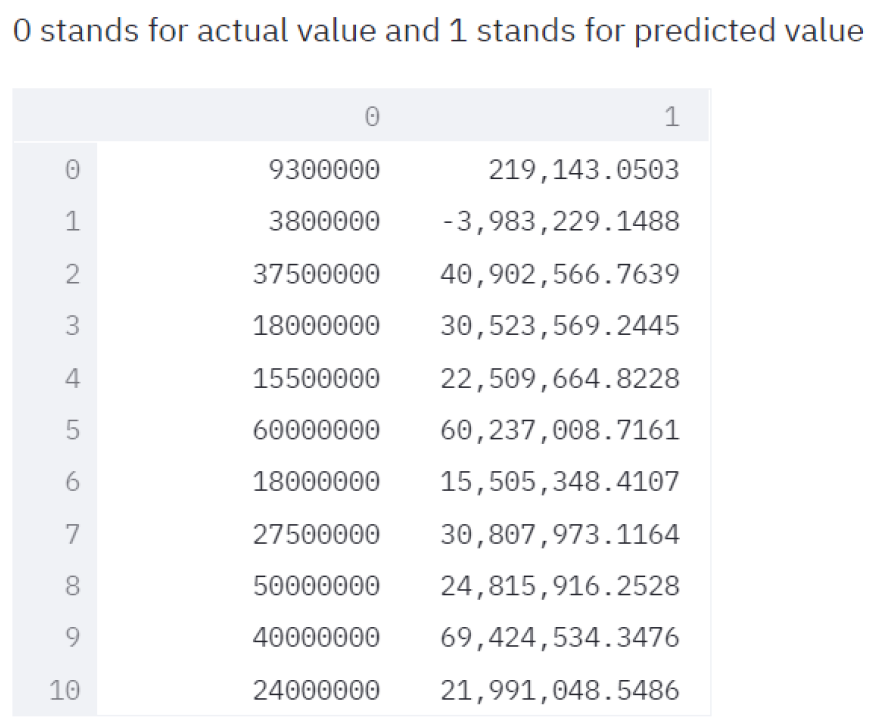 0 stands for actual value and 1 stands for predicted value
0 1
0 9300000 219,143.0503
1 3800000 -3,983,229.1488
2 37500000 40,902,566.7639
3 18000000 30,523,569.2445
4 15500000 22,509,664.8228
5 60000000 60,237,008.7161
6 18000000 15,505,348.4107
7 27500000 30,807,973.1164
8 50000000 24,815,916.2528
9 40000000 69,424,534.3476
10 24000000 21,991,048.5486